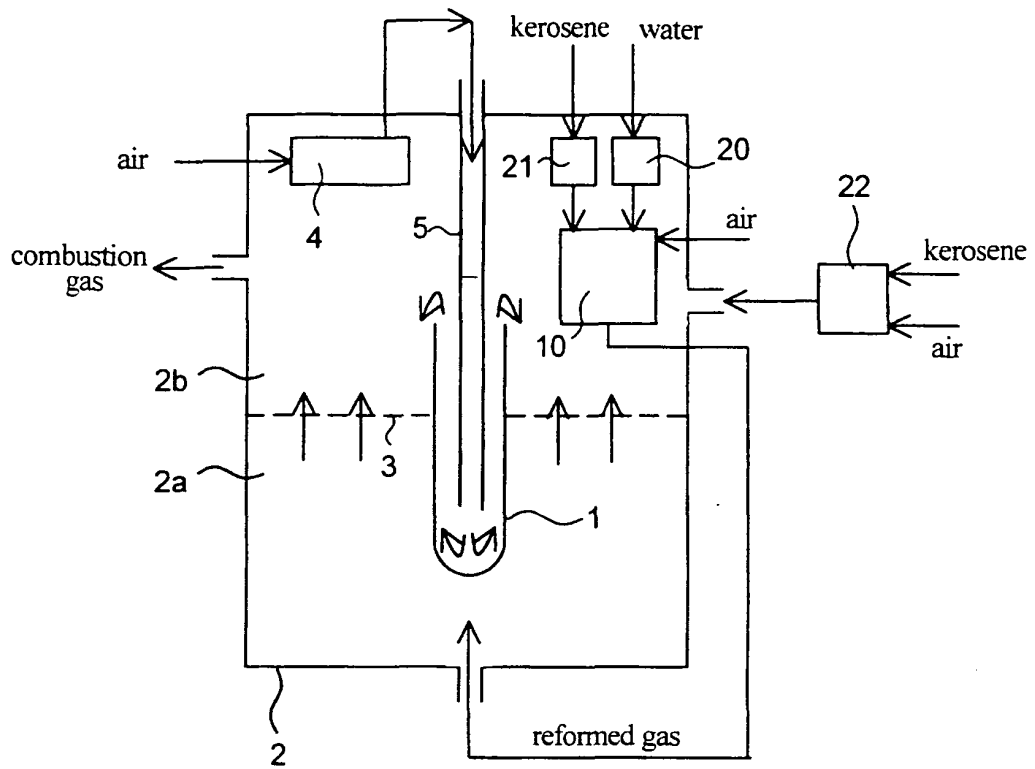 kerosene
water
air
4
21
20
5
air
22
combustion
gas
kerosene
10
air
2b
3
2a
1
2
reformed gas